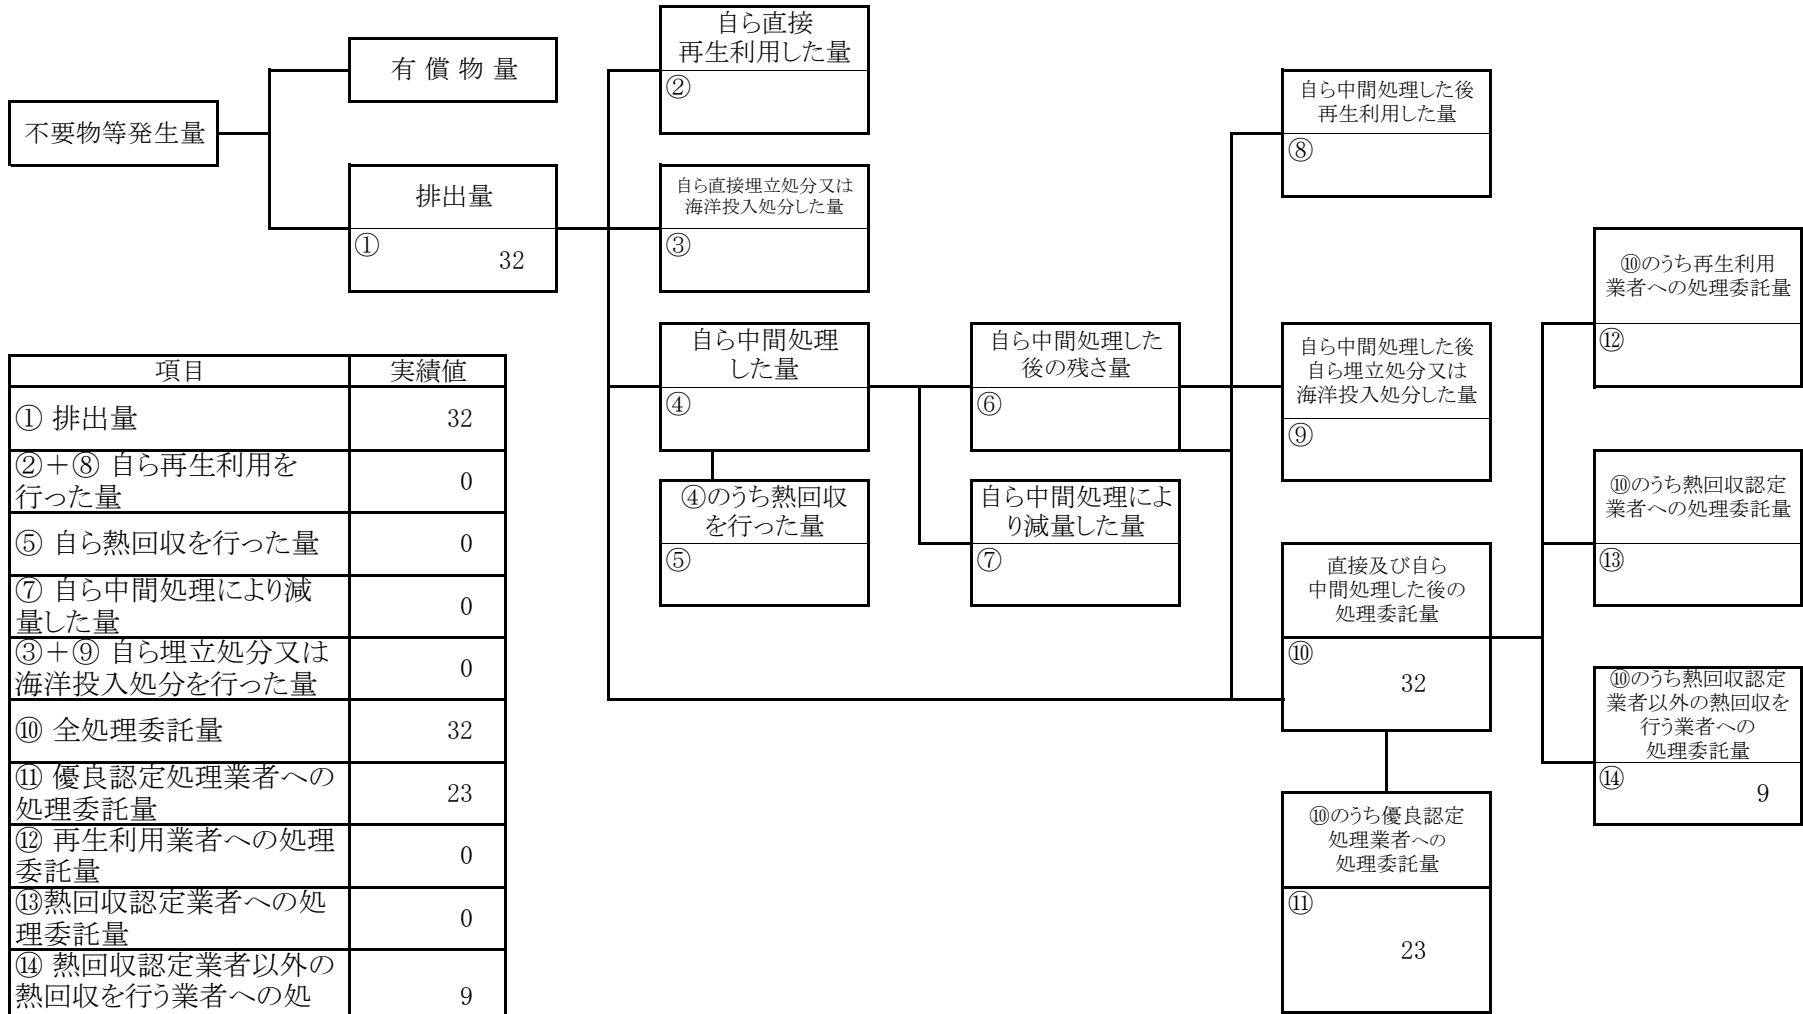 自ら直接
再生利用した量
②
有 償 物 量
不要物等発生量
自ら中間処理した後
再生利用した量
⑧
排出量
①
32
自ら直接埋立処分又は
海洋投入処分した量
③
⑩のうち再生利用
業者への処理委託量
⑫
自ら中間処理
した量
④
自ら中間処理した
後の残さ量
⑥
自ら中間処理した後
自ら埋立処分又は
海洋投入処分した量
⑨
④のうち熱回収
を行った量
⑤
自ら中間処理によ
り減量した量
⑦
⑩のうち熱回収認定
業者への処理委託量
⑬
直接及び自ら
中間処理した後の
処理委託量
⑩
32
⑩のうち熱回収認定
業者以外の熱回収を
行う業者への
処理委託量
⑭
9
⑩のうち優良認定
処理業者への
処理委託量
⑪
23
項目 実績値
① 排出量 32
②＋⑧ 自ら再生利用を
行った量 0
⑤ 自ら熱回収を行った量 0
⑦ 自ら中間処理により減
量した量 0
③＋⑨ 自ら埋立処分又は
海洋投入処分を行った量 0
⑩ 全処理委託量 32
⑪ 優良認定処理業者への
処理委託量 23
⑫ 再生利用業者への処理
委託量 0
⑬熱回収認定業者への処
理委託量 0
⑭ 熱回収認定業者以外の
熱回収を行う業者への処 9